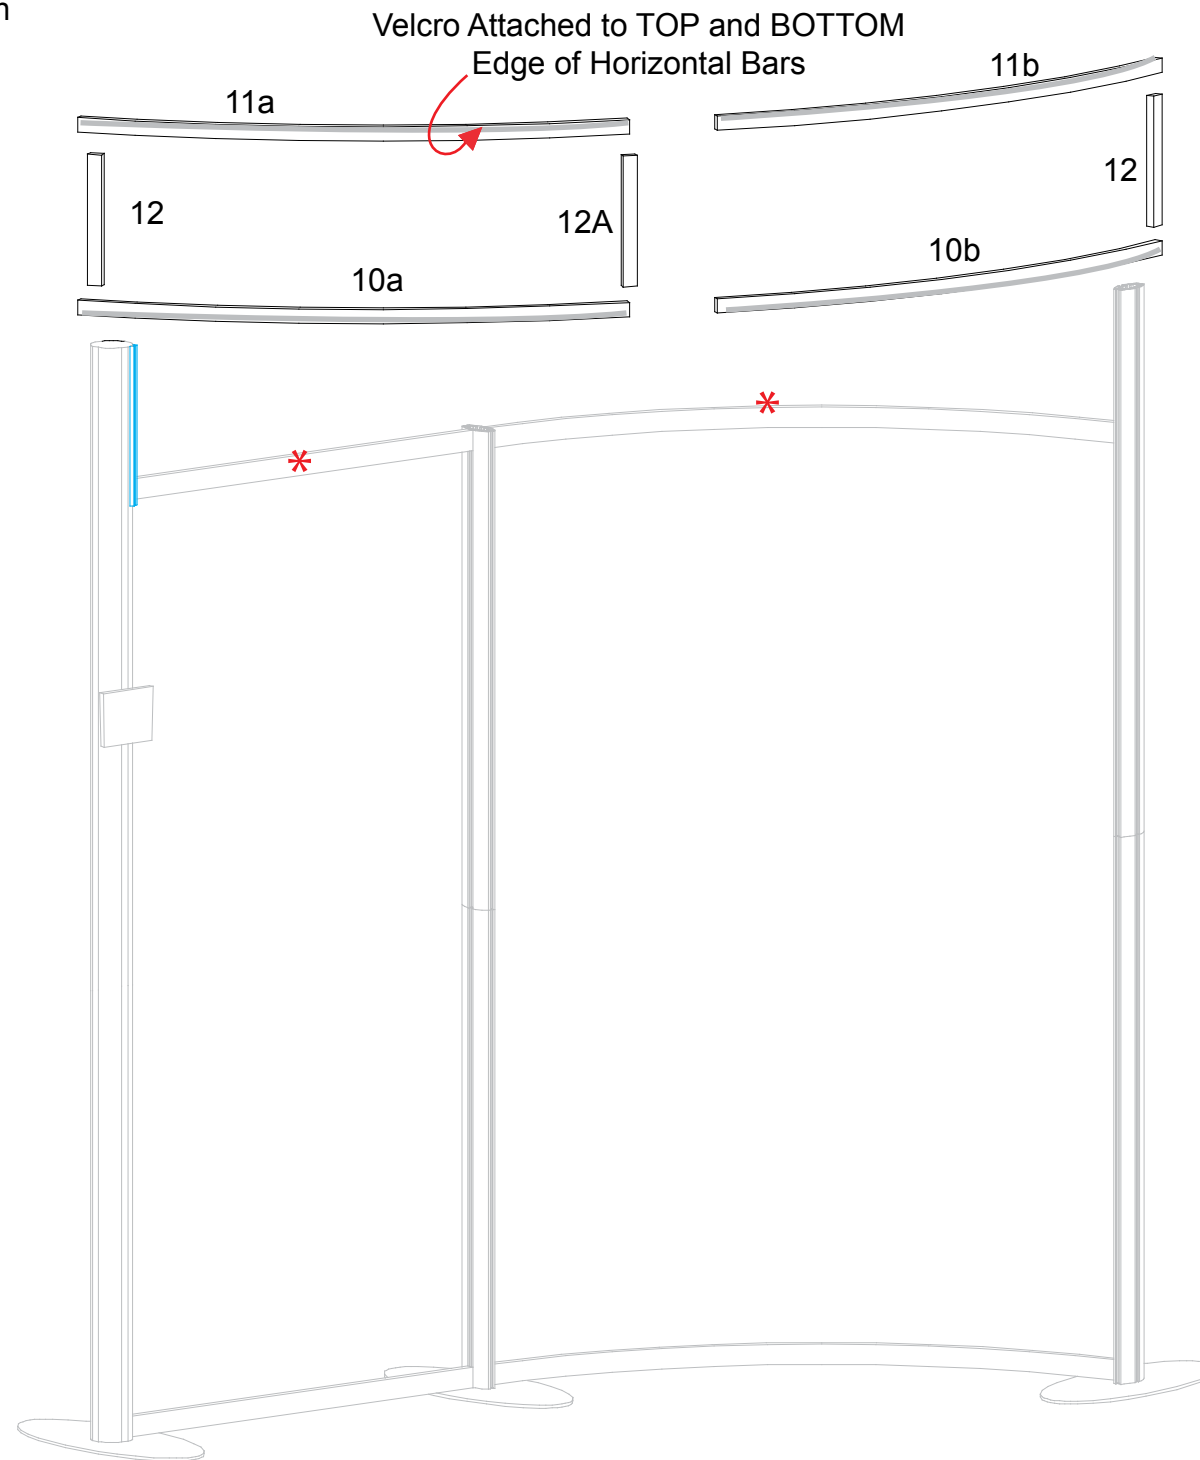 Velcro Attached to TOP and BOTTOM
Edge of Horizontal Bars
11a
11b
12
12A
12
10a
10b
*
*